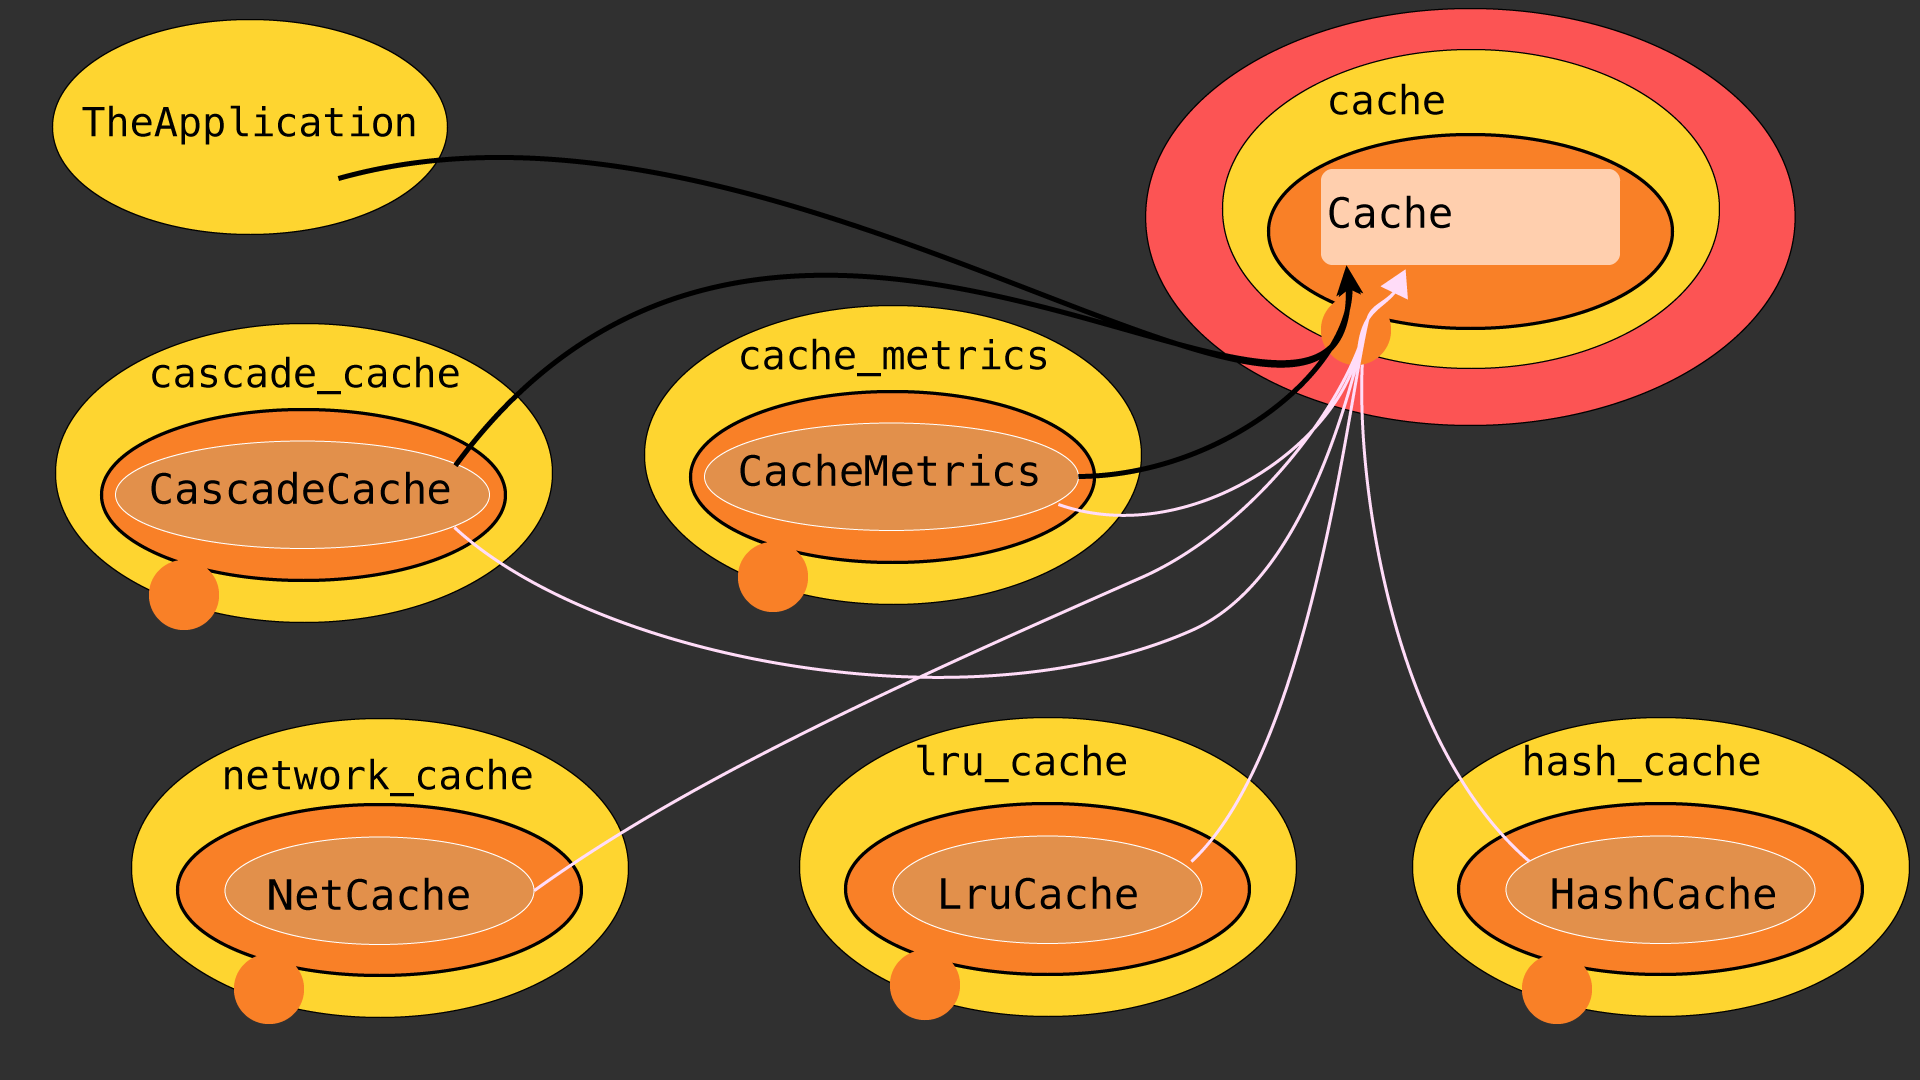 TheApplication
cache
Cache
cascade_cache
CascadeCache
cache_metrics
CacheMetrics
network_cache
NetCache
lru_cache
LruCache
hash_cache
HashCache